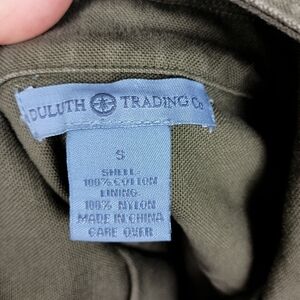 DULUTH TRADING Co
S
SHELL:
100% COTTON
LINING:
100% NYLON
MADE IN CHINA
CARE OVER